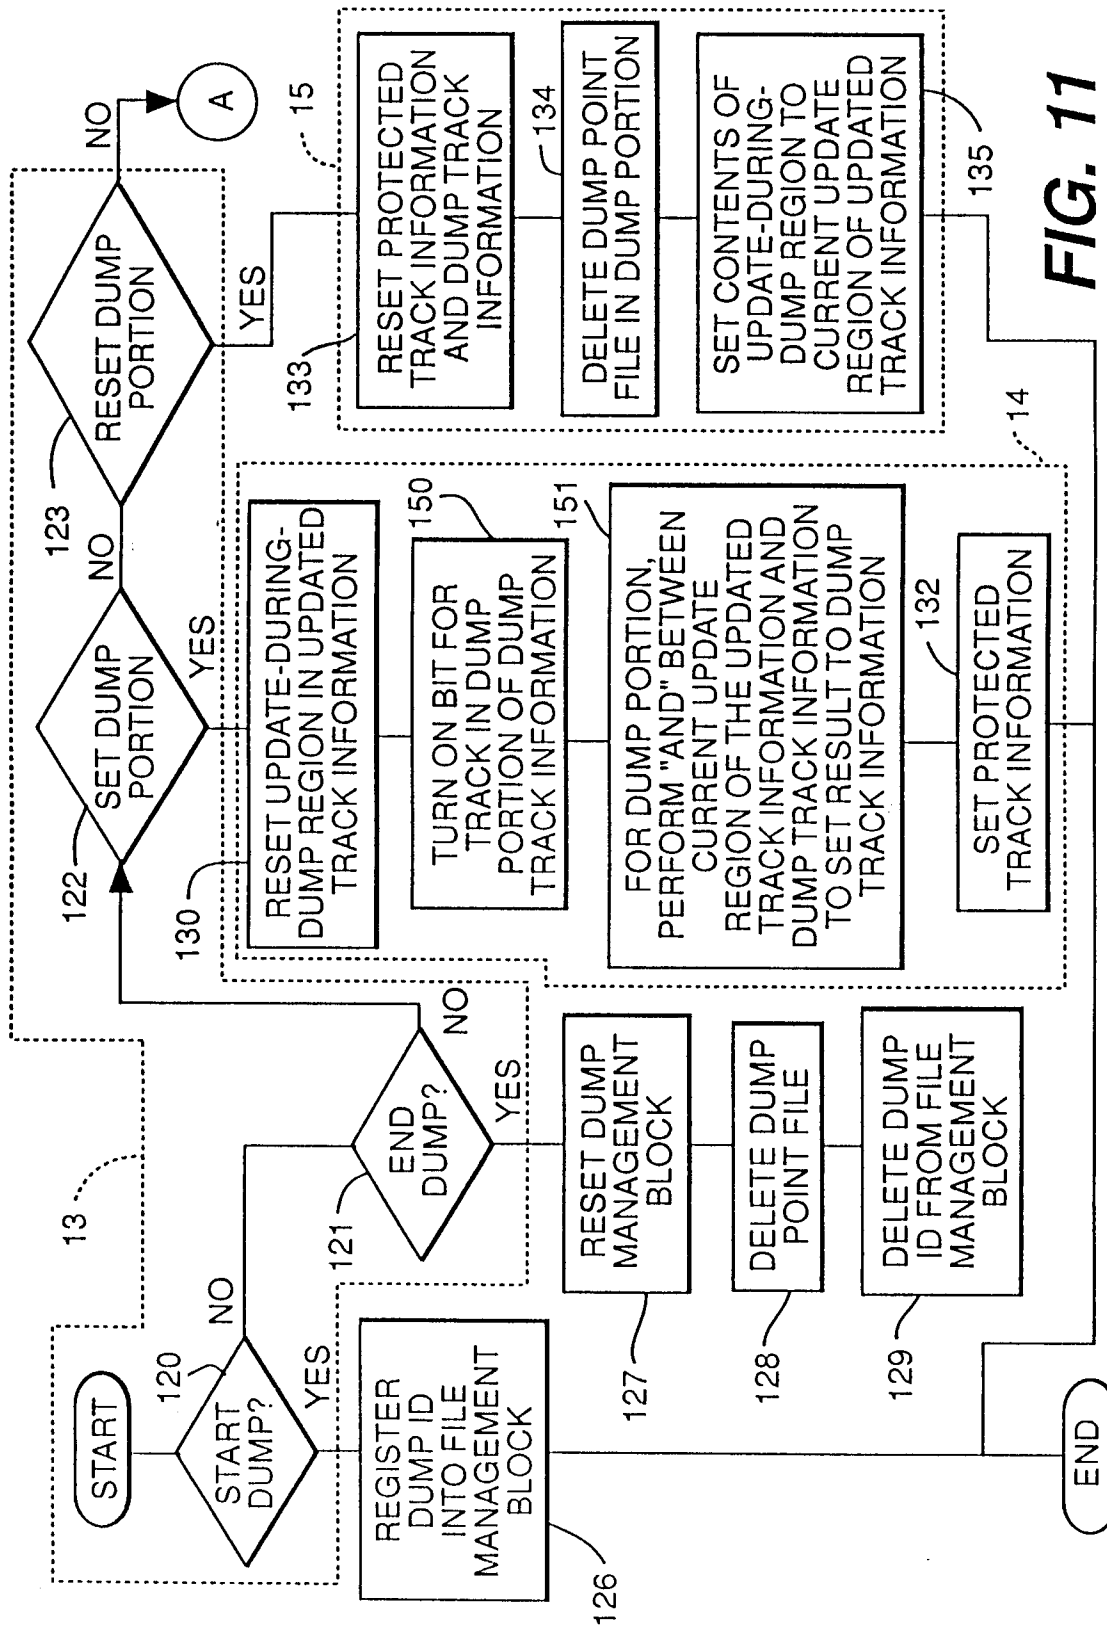 START
START
DUMP?
120
NO
YES
REGISTER
DUMP ID
INTO FILE
MANAGEMENT
BLOCK
126
END
13
END
DUMP?
121
NO
YES
RESET DUMP
MANAGEMENT
BLOCK
127
DELETE DUMP
POINT FILE
128
DELETE DUMP
ID FROM FILE
MANAGEMENT
BLOCK
129
SET DUMP
PORTION
122
NO
YES
RESET UPDATE-DURING-
DUMP REGION IN UPDATED
TRACK INFORMATION
130
TURN ON BIT FOR
TRACK IN DUMP
PORTION OF DUMP
TRACK INFORMATION
150
FOR DUMP PORTION,
PERFORM "AND" BETWEEN
CURRENT UPDATE
REGION OF THE UPDATED
TRACK INFORMATION AND
DUMP TRACK INFORMATION
TO SET RESULT TO DUMP
TRACK INFORMATION
151
SET PROTECTED
TRACK INFORMATION
132
14
RESET DUMP
PORTION
123
NO
A
YES
15
RESET PROTECTED
TRACK INFORMATION
AND DUMP TRACK
INFORMATION
133
DELETE DUMP POINT
FILE IN DUMP PORTION
134
SET CONTENTS OF
UPDATE-DURING-
DUMP REGION TO
CURRENT UPDATE
REGION OF UPDATED
TRACK INFORMATION
135
FIG. 11